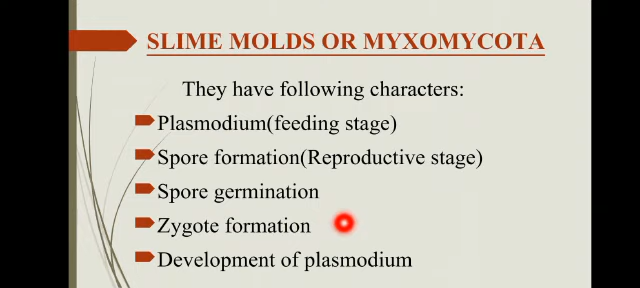 SLIME MOLDS OR MYXOMYCOTA
They have following characters:
Plasmodium(feeding stage)
Spore formation(Reproductive stage)
Spore germination
Zygote formation
Development of plasmodium